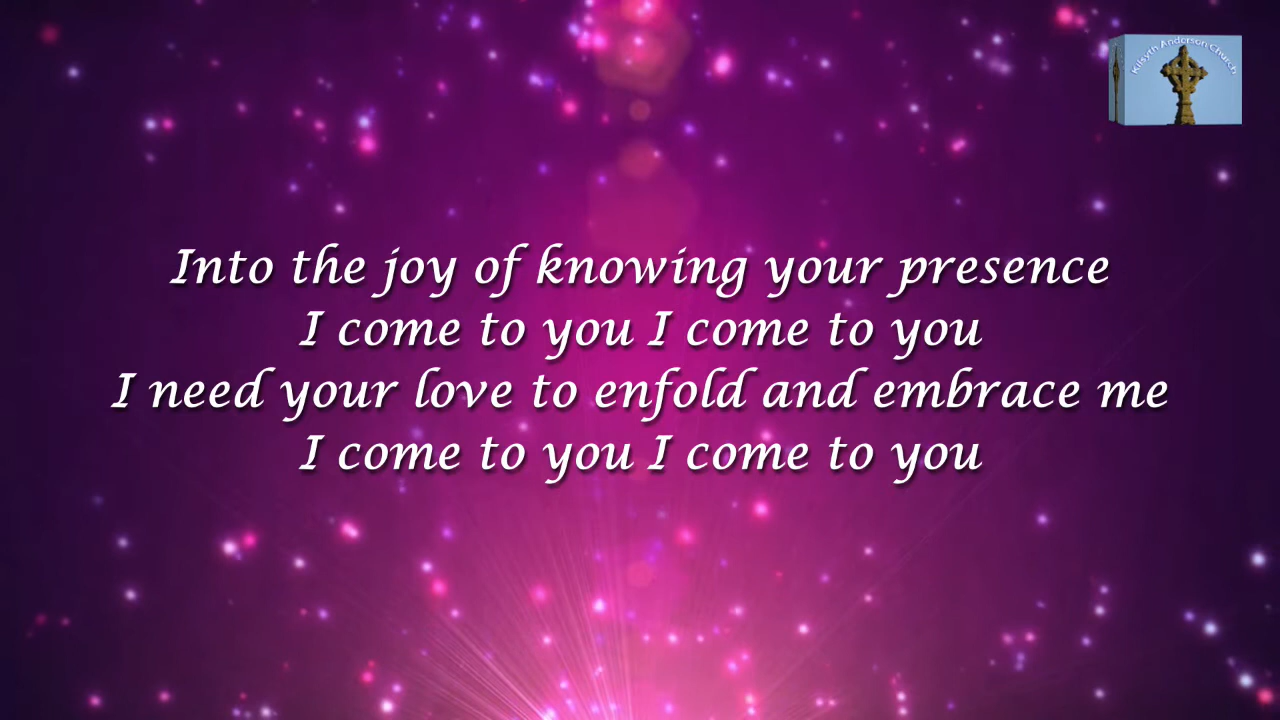 Kilsyth Anderson Church
Into the joy of knowing your presence
I come to you I come to you
I need your love to enfold and embrace me
I come to you I come to you